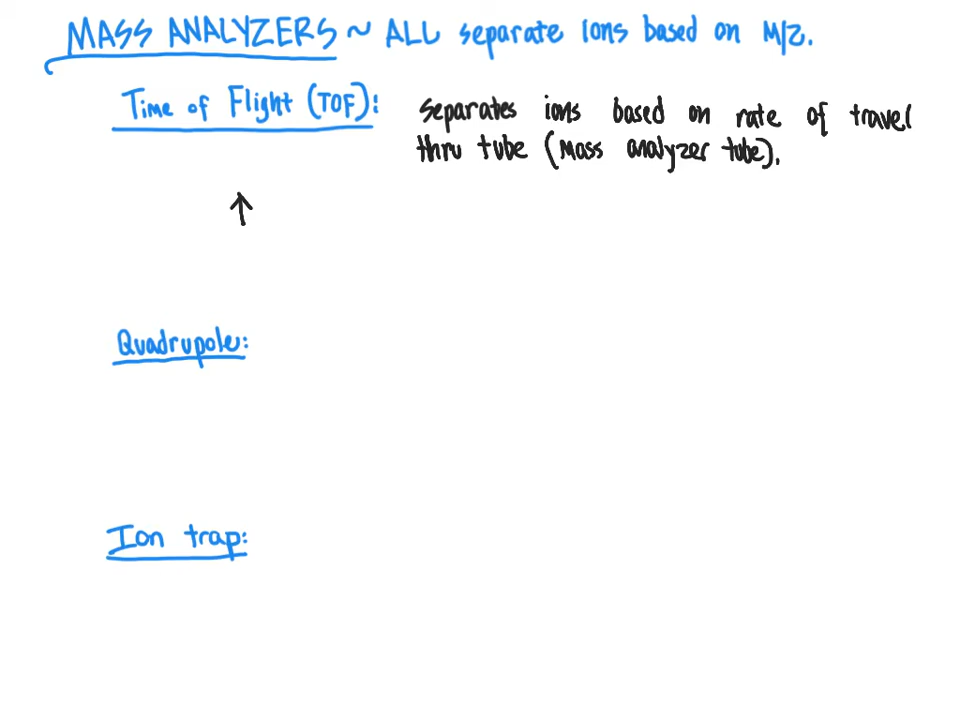 MASS ANALYZERS ~ ALL separate Ions based on M/z.
Time of Flight (TOF): separates ions based on rate of travel
thru tube (Mass analyzer tube).
↑
Quadrupole:
Ion trap: